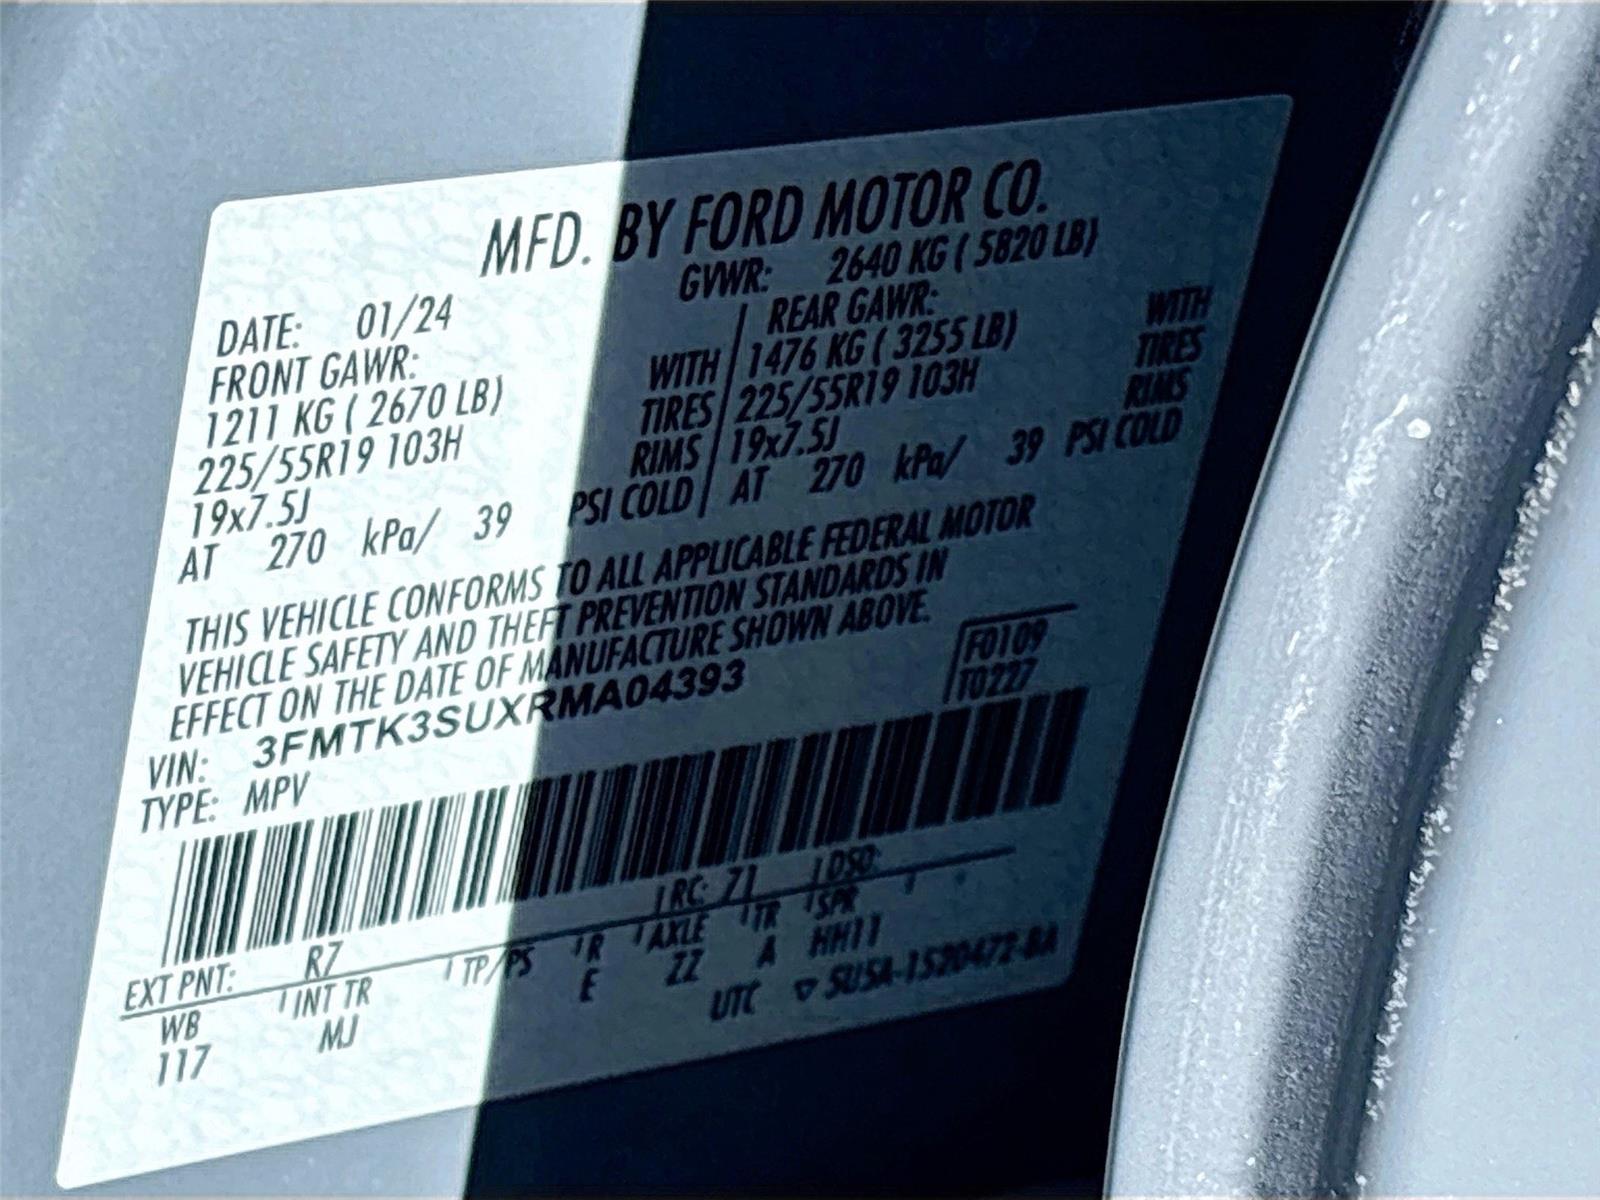 MFD. BY FORD MOTOR CO.
DATE: 01/24 GVWR: 2640 KG ( 5820 LB)
FRONT GAWR: REAR GAWR:
1211 KG ( 2670 LB) WITH 1476 KG ( 3255 LB) WITH
225/55R19 103H TIRES 225/55R19 103H TIRES
19x7.5J RIMS 19x7.5J RIMS
AT 270 kPa/ 39 PSI COLD AT 270 kPa/ 39 PSI COLD
THIS VEHICLE CONFORMS TO ALL APPLICABLE FEDERAL MOTOR
VEHICLE SAFETY AND THEFT PREVENTION STANDARDS IN
EFFECT ON THE DATE OF MANUFACTURE SHOWN ABOVE.
VIN: 3FMTK3SUXRMA04393 F0109
TYPE: MPV T0227
EXT PNT: R7 RC: 71 DSO:
WB INT TR TP/PS R AXLE TR SPR
117 MJ E ZZ A HH11
UTC ▽ 5U5A-1520472-BA